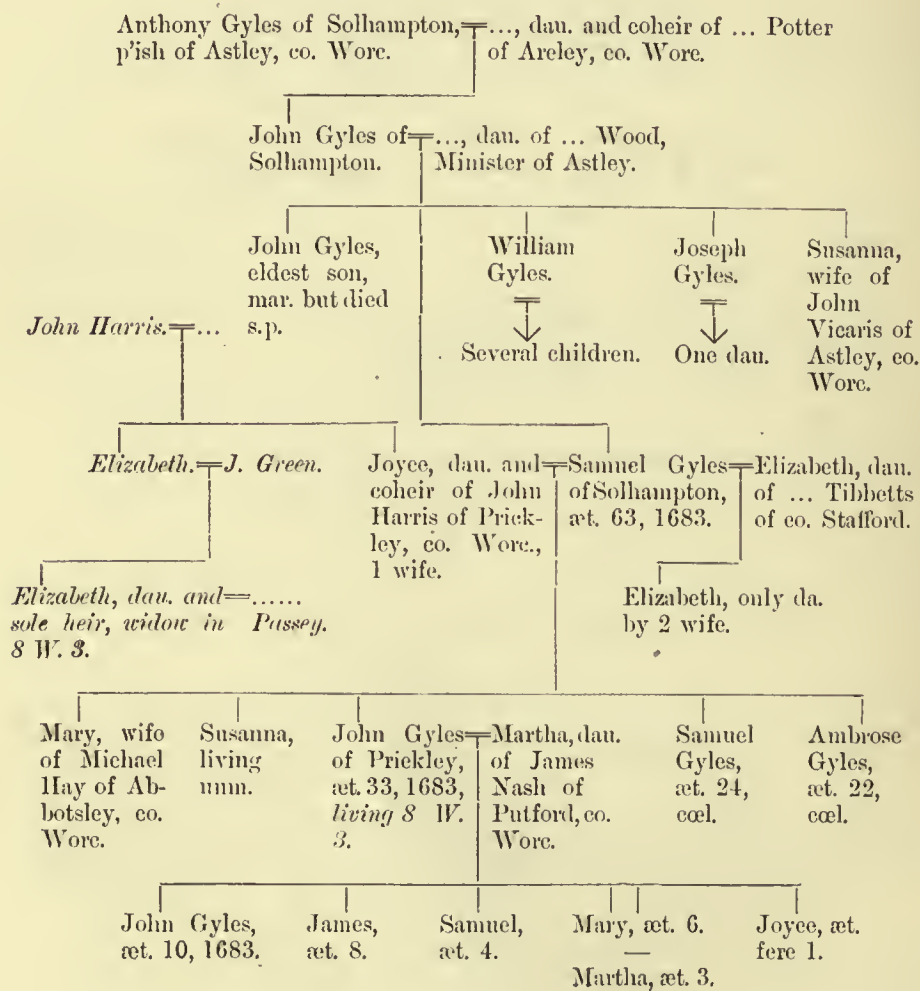 Anthony Gyles of Solhampton,=..., dau. and coheir of ... Potter
p'ish of Astley, co. Worc.
of Areley, co. Worc.
John Gyles of=..., dau. of ... Wood,
Solhampton.
Minister of Astley.
John Gyles,
eldest son,
mar. but died
s.p.
William
Gyles.
Several children.
Joseph
Gyles.
One dau.
Susanna,
wife of
John
Vicaris of
Astley, co.
Worc.
John Harris.=...
Elizabeth.=J. Green.
Joyce, dau. and
coheir of John
Harris of Prick-
ley, co. Worc.,
1 wife.
Samuel Gyles
of Solhampton,
æt. 63, 1683.
Elizabeth, dau.
of ... Tibbetts
of co. Stafford.
Elizabeth, dau. and=......
sole heir, widow in Passey.
8 W. 3.
Elizabeth, only da.
by 2 wife.
Mary, wife
of Michael
Hay of Ab-
botsley, co.
Worc.
Susanna,
living
unm.
John Gyles
of Prickley,
æt. 33, 1683,
living 8 W.
3.
Martha, dau.
of James
Nash of
Putford, co.
Worc.
Samuel
Gyles,
æt. 24,
cœl.
Ambrose
Gyles,
æt. 22,
cœl.
John Gyles,
æt. 10, 1683.
James,
æt. 8.
Samuel,
æt. 4.
Mary, æt. 6.
—
Martha, æt. 3.
Joyce, æt.
fere 1.